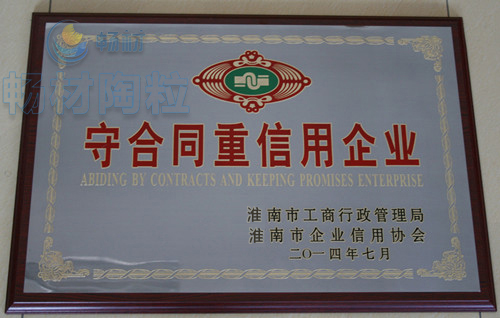 畅材
畅材陶粒
守合同重信用企业
ABIDING BY CONTRACTS AND KEEPING PROMISES ENTERPRISE
淮南市工商行政管理局
淮南市企业信用协会
二〇一四年七月